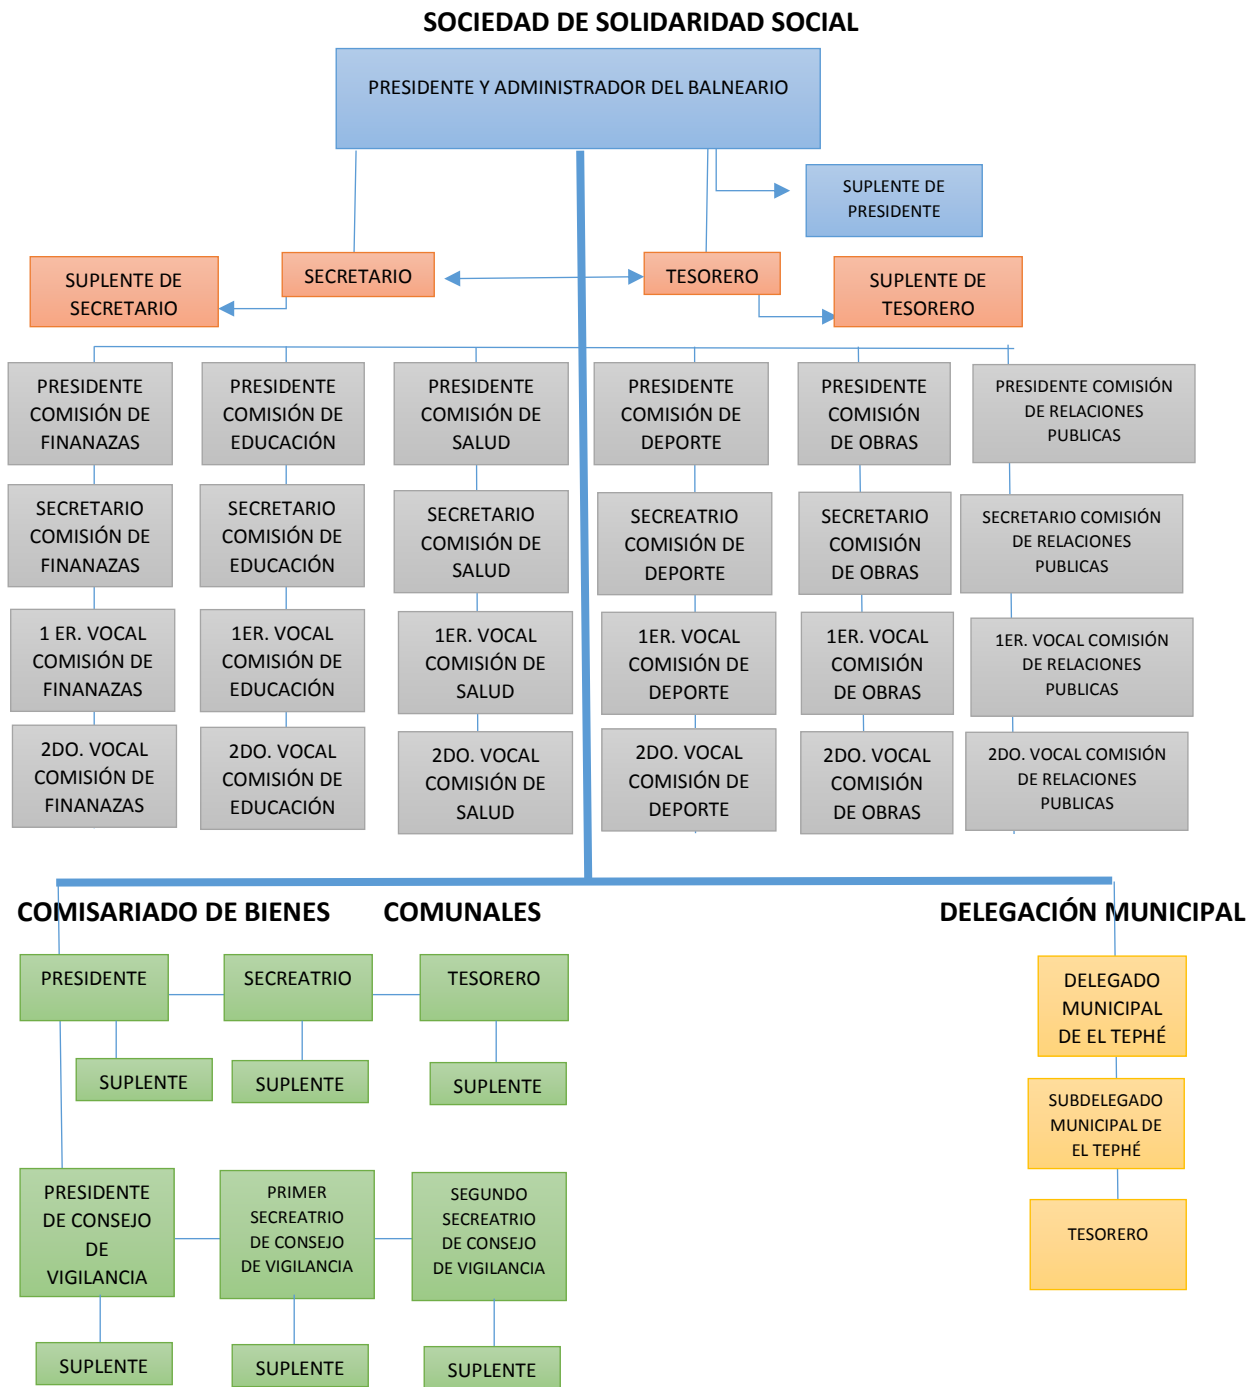 SOCIEDAD DE SOLIDARIDAD SOCIAL
PRESIDENTE Y ADMINISTRADOR DEL BALNEARIO
SUPLENTE DE
PRESIDENTE
SUPLENTE DE
SECRETARIO
SECRETARIO
TESORERO
SUPLENTE DE
TESORERO
PRESIDENTE
COMISIÓN DE
FINANAZAS
PRESIDENTE
COMISIÓN DE
EDUCACIÓN
PRESIDENTE
COMISIÓN DE
SALUD
PRESIDENTE
COMISIÓN DE
DEPORTE
PRESIDENTE
COMISIÓN
DE OBRAS
PRESIDENTE COMISIÓN
DE RELACIONES
PUBLICAS
SECRETARIO
COMISIÓN DE
FINANAZAS
SECRETARIO
COMISIÓN DE
EDUCACIÓN
SECRETARIO
COMISIÓN DE
SALUD
SECREATRIO
COMISIÓN DE
DEPORTE
SECRETARIO
COMISIÓN
DE OBRAS
SECRETARIO COMISIÓN
DE RELACIONES
PUBLICAS
1 ER. VOCAL
COMISIÓN DE
FINANAZAS
1ER. VOCAL
COMISIÓN DE
EDUCACIÓN
1ER. VOCAL
COMISIÓN DE
SALUD
1ER. VOCAL
COMISIÓN DE
DEPORTE
1ER. VOCAL
COMISIÓN
DE OBRAS
1ER. VOCAL COMISIÓN
DE RELACIONES
PUBLICAS
2DO. VOCAL
COMISIÓN DE
FINANAZAS
2DO. VOCAL
COMISIÓN DE
EDUCACIÓN
2DO. VOCAL
COMISIÓN DE
SALUD
2DO. VOCAL
COMISIÓN DE
DEPORTE
2DO. VOCAL
COMISIÓN
DE OBRAS
2DO. VOCAL COMISIÓN
DE RELACIONES
PUBLICAS
COMISARIADO DE BIENES COMUNALES
PRESIDENTE
SECREATRIO
TESORERO
SUPLENTE
SUPLENTE
SUPLENTE
PRESIDENTE
DE CONSEJO
DE
VIGILANCIA
PRIMER
SECREATRIO
DE CONSEJO
DE VIGILANCIA
SEGUNDO
SECREATRIO
DE CONSEJO
DE VIGILANCIA
SUPLENTE
SUPLENTE
SUPLENTE
DELEGACIÓN MUNICIPAL
DELEGADO
MUNICIPAL
DE EL TEPHÉ
SUBDELEGADO
MUNICIPAL DE
EL TEPHÉ
TESORERO